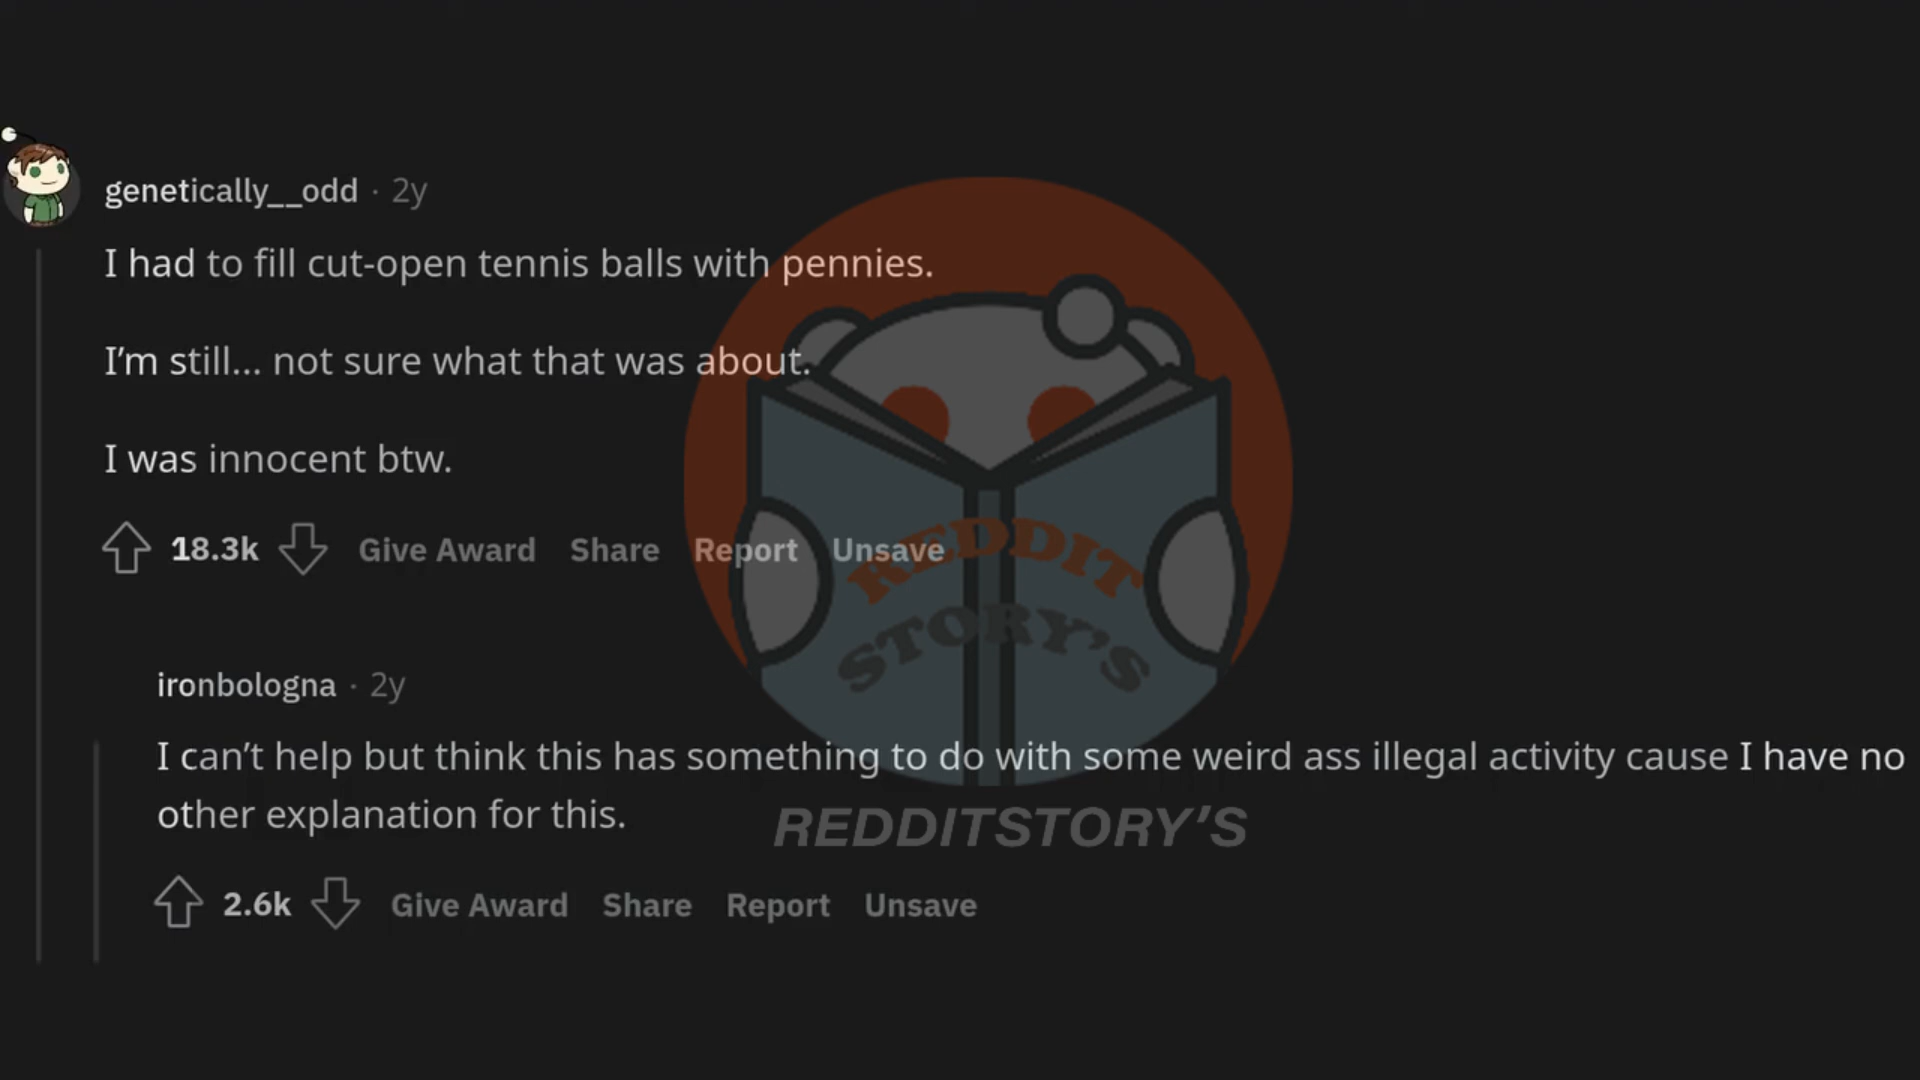 genetically__odd · 2y
I had to fill cut-open tennis balls with pennies.
I’m still... not sure what that was about.
I was innocent btw.
18.3k Give Award Share Report Unsave
REDDIT
STORY’S
ironbologna · 2y
I can’t help but think this has something to do with some weird ass illegal activity cause I have no
other explanation for this.
REDDITSTORY’S
2.6k Give Award Share Report Unsave